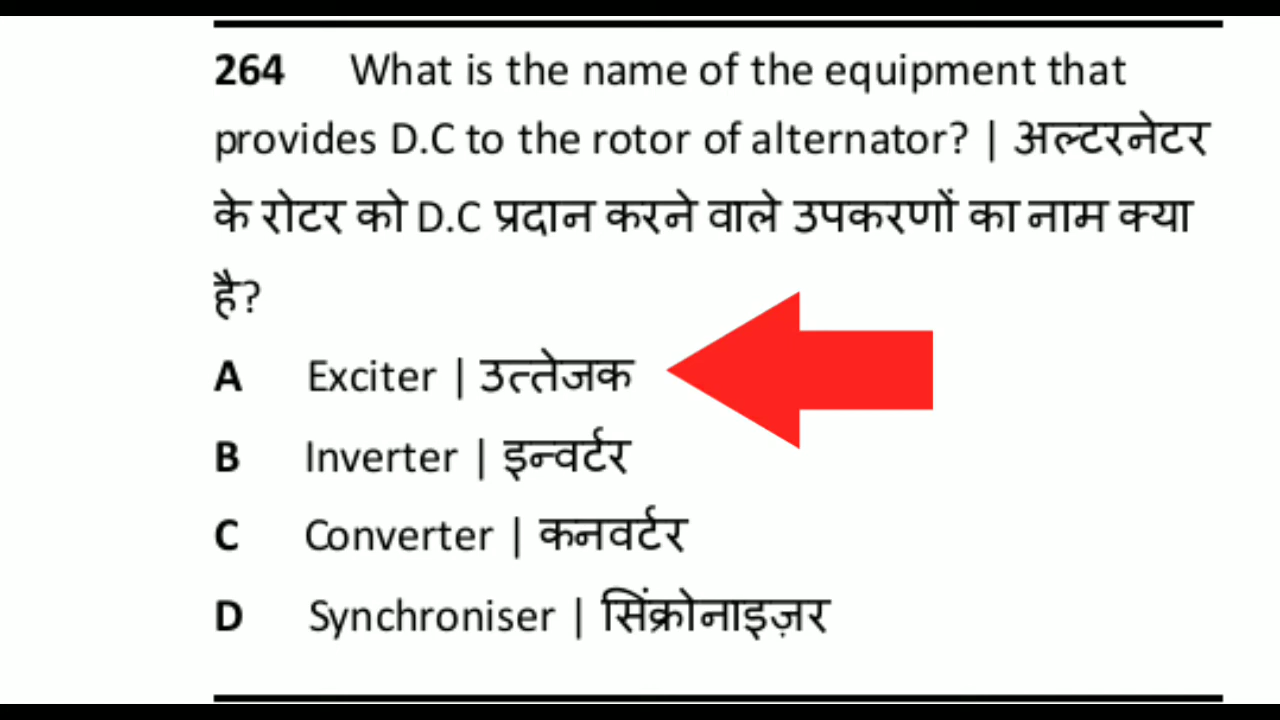 264 What is the name of the equipment that
provides D.C to the rotor of alternator? | अल्टरनेटर
के रोटर को D.C प्रदान करने वाले उपकरणों का नाम क्या
है?
A Exciter | उत्तेजक
B Inverter | इन्वर्टर
C Converter | कनवर्टर
D Synchroniser | सिंक्रोनाइज़र